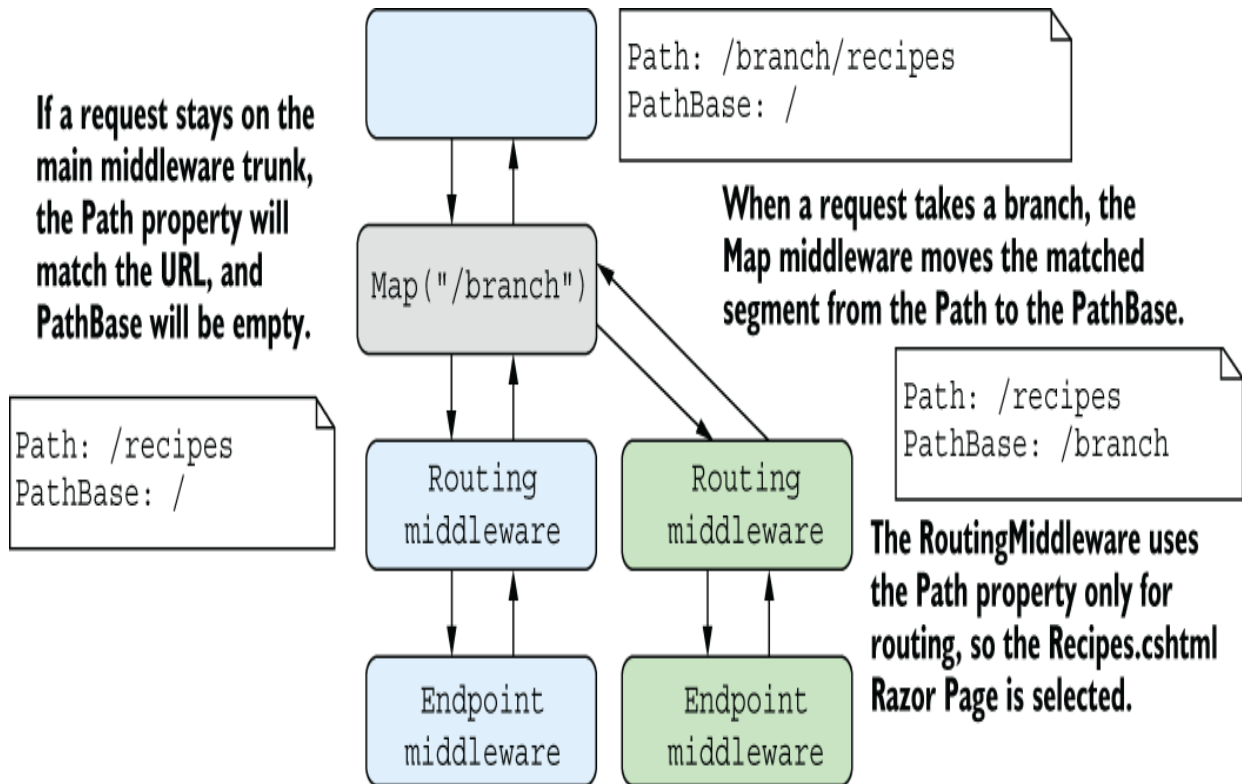 Path: /branch/recipes
PathBase: /
If a request stays on the
main middleware trunk,
the Path property will
match the URL, and
PathBase will be empty.
When a request takes a branch, the
Map middleware moves the matched
segment from the Path to the PathBase.
Map("/branch")
Path: /recipes
PathBase: /
Path: /recipes
PathBase: /branch
Routing
middleware
Routing
middleware
The RoutingMiddleware uses
the Path property only for
routing, so the Recipes.cshtml
Razor Page is selected.
Endpoint
middleware
Endpoint
middleware